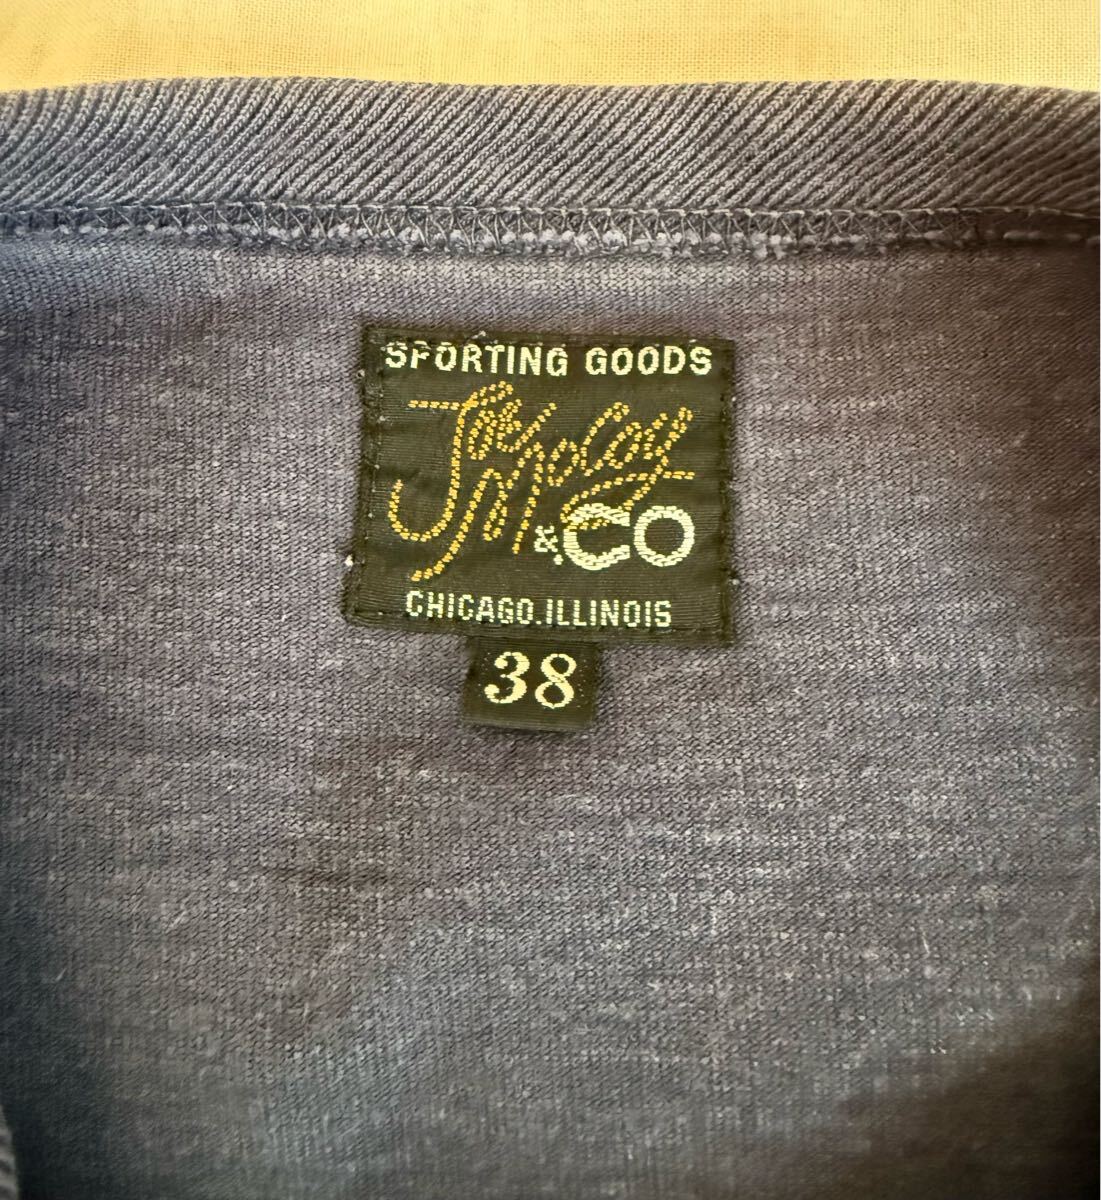 SPORTING GOODS
Joe McCoy
&.CO
CHICAGO.ILLINOIS
38